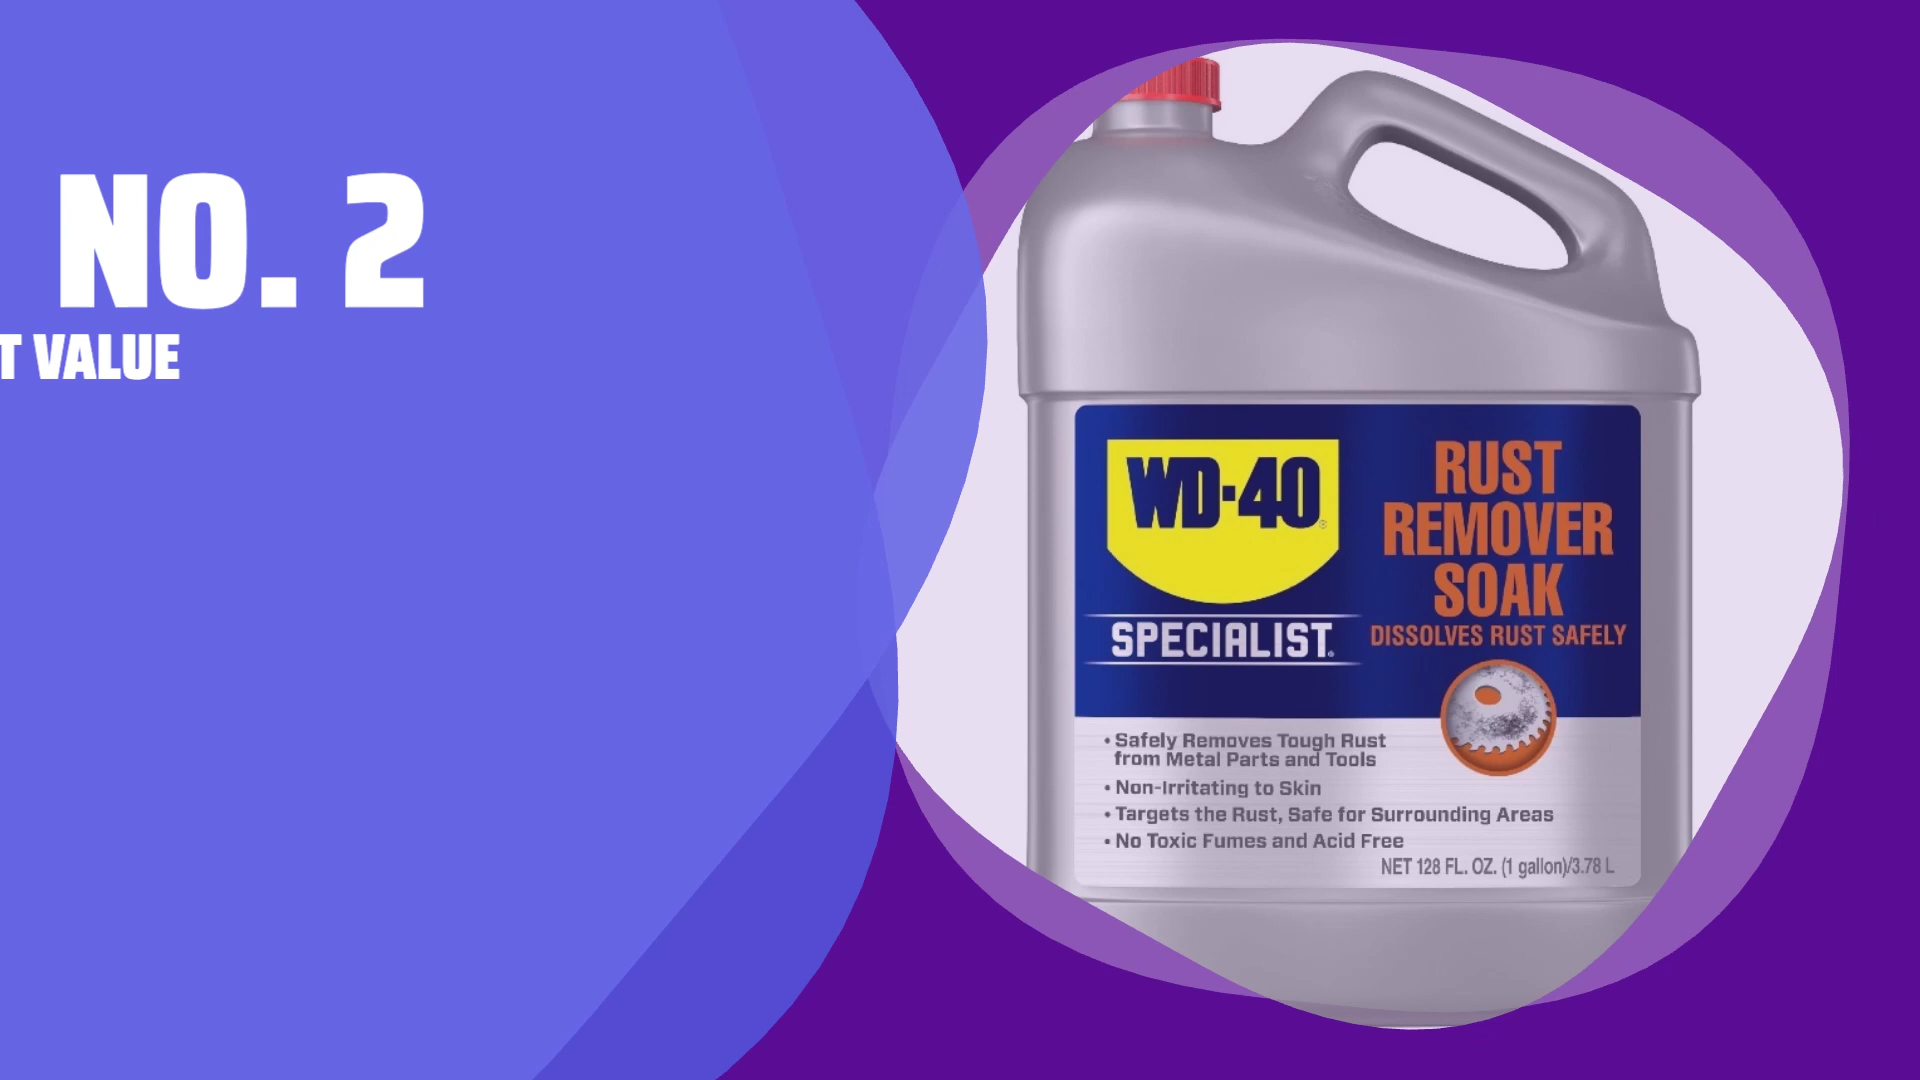 NO. 2
T VALUE
WD-40®
SPECIALIST®
RUST
REMOVER
SOAK
DISSOLVES RUST SAFELY
• Safely Removes Tough Rust
from Metal Parts and Tools
• Non-Irritating to Skin
• Targets the Rust, Safe for Surrounding Areas
• No Toxic Fumes and Acid Free
NET 128 FL. OZ. (1 gallon)/3.78 L